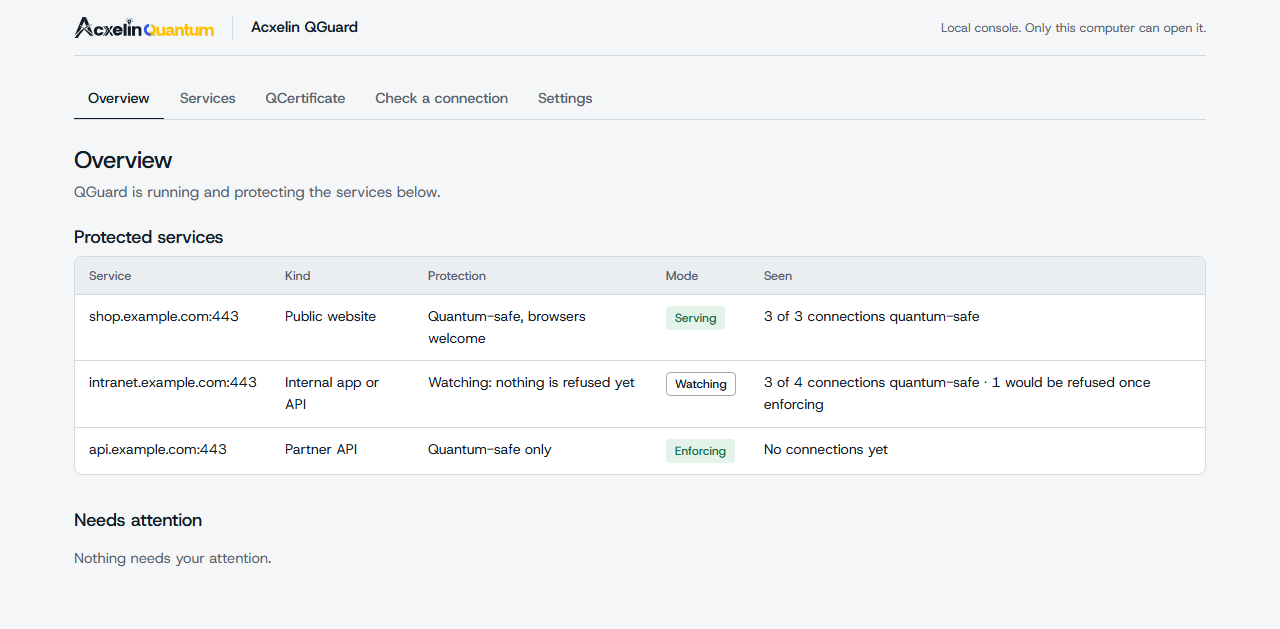 AcxelinQuantum Acxelin QGuard Local console. Only this computer can open it.
Overview Services QCertificate Check a connection Settings
Overview
QGuard is running and protecting the services below.
Protected services
Service Kind Protection Mode Seen
shop.example.com:443 Public website Quantum-safe, browsers welcome Serving 3 of 3 connections quantum-safe
intranet.example.com:443 Internal app or API Watching: nothing is refused yet Watching 3 of 4 connections quantum-safe · 1 would be refused once enforcing
api.example.com:443 Partner API Quantum-safe only Enforcing No connections yet
Needs attention
Nothing needs your attention.